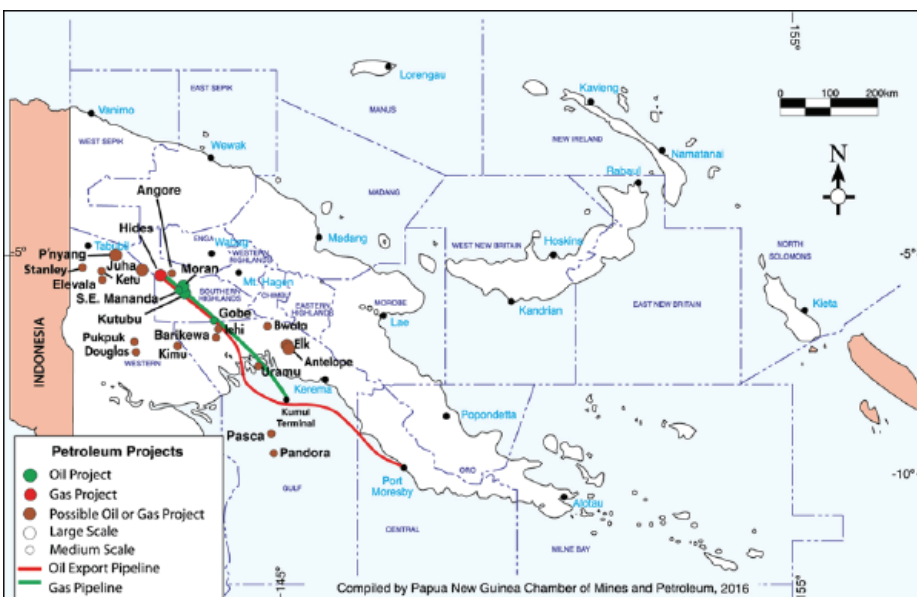 155°
Lorengau
EAST SEPIK
Kavieng
0
100
200km
MANUS
Vanimo
NEW IRELAND
WEST SEPIK
Wewak
Namatanai
N
Rabaul
Angore
MADANG
Hides
ENGA
Wabag
Madang
WEST NEW BRITAIN
Hoskins
NORTH SOLOMONS
-5°
Tabubil
P'nyang
WESTERN HIGHLANDS
-5°
Stanley
Juha
Moran
Ketu
Mt. Hagen
Elevala
SOUTHERN HIGHLANDS
CHIMBU
S.E. Mananda
EASTERN HIGHLANDS
MOROBE
Kandrian
EAST NEW BRITAIN
Kieta
Kutubu
Gobe
Lae
Iehi
Bwata
Pukpuk
Barikewa
Elk
Douglas
Kimu
Antelope
WESTERN
Uramu
INDONESIA
Kerema
Kumul
Terminal
Popondetta
Pasca
Pandora
ORO
-10°
GULF
Port
Moresby
Alotau
CENTRAL
MILNE BAY
Petroleum Projects
Oil Project
Gas Project
Possible Oil or Gas Project
Large Scale
Medium Scale
Oil Export Pipeline
Gas Pipeline
145°
Compiled by Papua New Guinea Chamber of Mines and Petroleum, 2016
155°